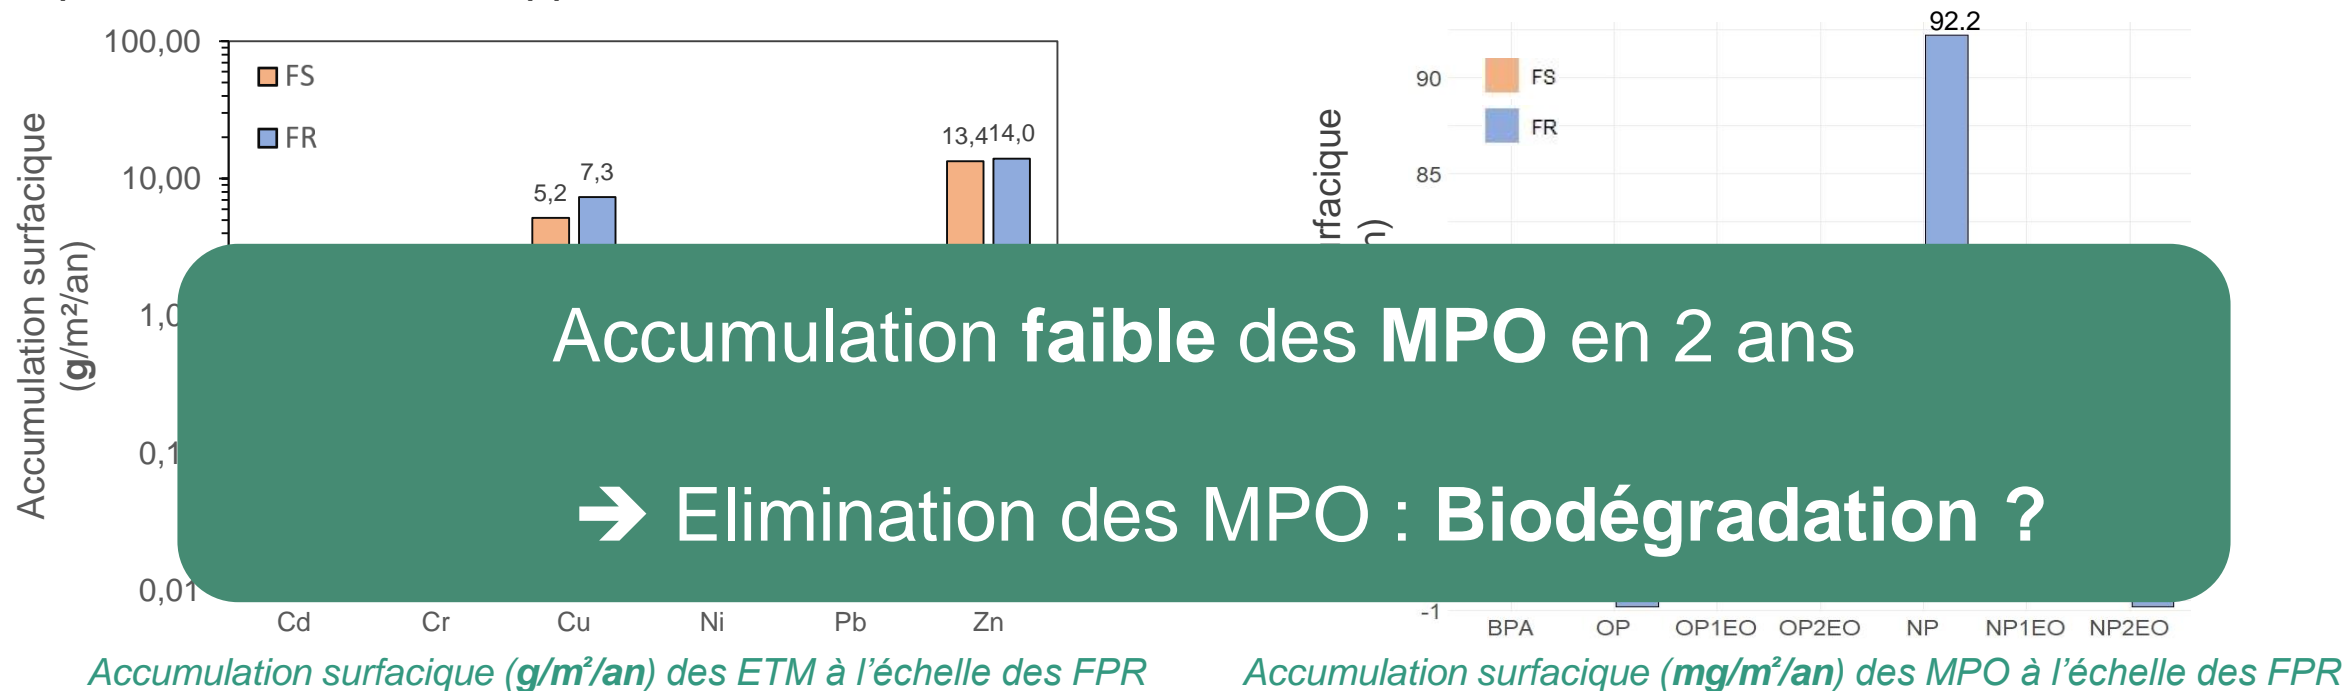 100,00
10,00
1,0
0,1
0,01
Accumulation surfacique
(g/m²/an)
FS
FR
5,2
7,3
13,4
14,0
Cd
Cr
Cu
Ni
Pb
Zn
Accumulation surfacique (g/m²/an) des ETM à l’échelle des FPR
92.2
90
85
-1
FS
FR
BPA
OP
OP1EO
OP2EO
NP
NP1EO
NP2EO
Accumulation surfacique (mg/m²/an) des MPO à l’échelle des FPR
Accumulation faible des MPO en 2 ans
➔ Elimination des MPO : Biodégradation ?